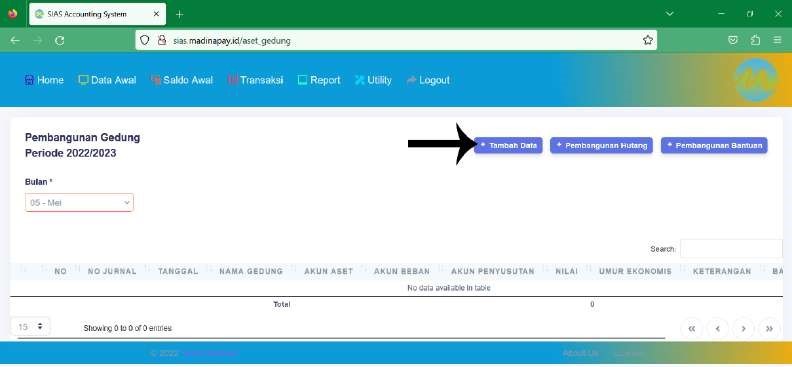 SIAS Accounting System
sias.madinapay.id/aset_gedung
Home Data Awal Saldo Awal Transaksi Report Utility Logout
Pembangunan Gedung
Periode 2022/2023
+ Tambah Data + Pembangunan Hutang + Pembangunan Bantuan
Bulan *
05 - Mei
Search:
NO NO JURNAL TANGGAL NAMA GEDUNG AKUN ASET AKUN BEBAN AKUN PENYUSUTAN NILAI UMUR EKONOMIS KETERANGAN BA
No data available in table
Total 0
15 Showing 0 to 0 of 0 entries
© 2022 About Us